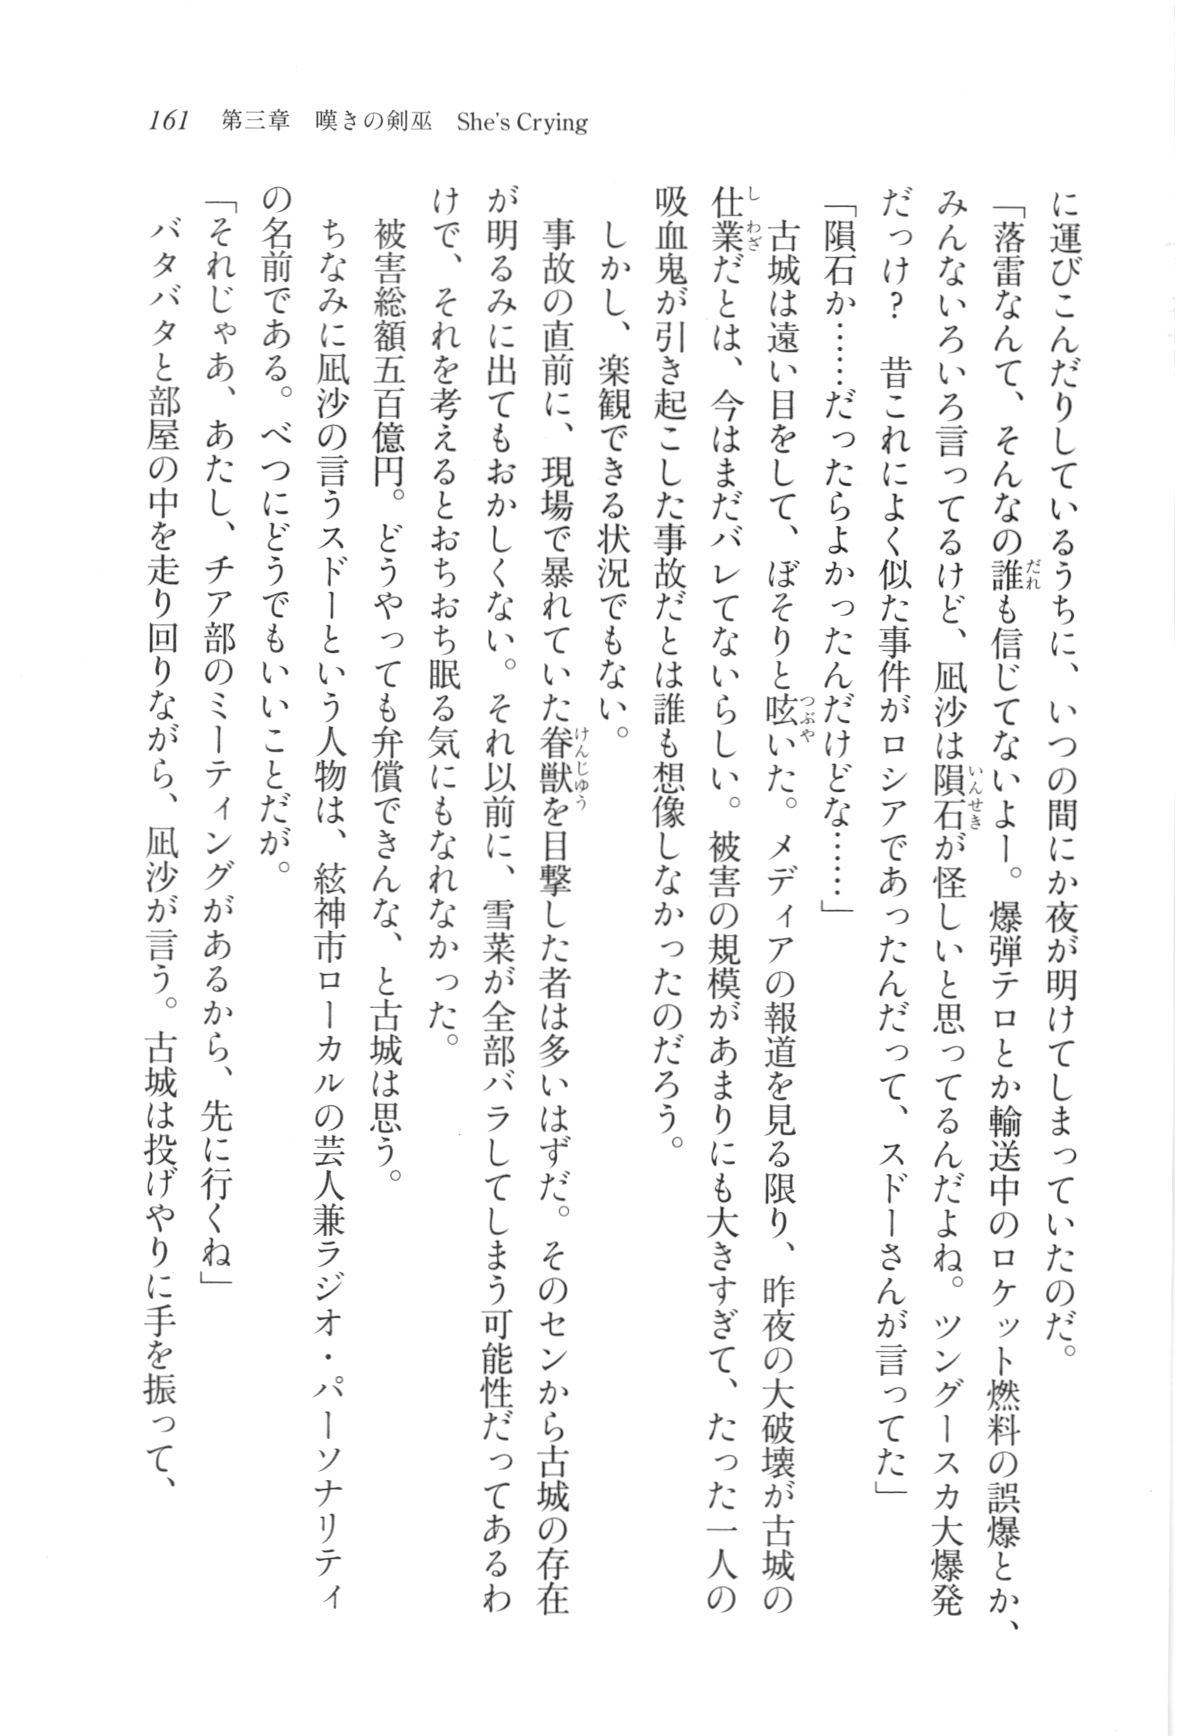 161　第三章　嘆きの剣巫　She's Crying
に運びこんだりしているうちに、いつの間にか夜が明けてしまっていたのだ。
「落雷なんて、そんなの誰も信じてないよー。爆弾テロとか輸送中のロケット燃料の誤爆とか、
みんないろいろ言ってるけど、凪沙は隕石が怪しいと思ってるんだよね。ツングースカ大爆発
だっけ？　昔これによく似た事件がロシアであったんだって、スドーさんが言ってた」
「隕石か……だったらよかったんだけどな……」
古城は遠い目をして、ぼそりと呟いた。メディアの報道を見る限り、昨夜の大破壊が古城の
仕業だとは、今はまだバレてないらしい。被害の規模があまりにも大きすぎて、たった一人の
吸血鬼が引き起こした事故だとは誰も想像しなかったのだろう。
しかし、楽観できる状況でもない。
事故の直前に、現場で暴れていた眷獣を目撃した者は多いはずだ。そのセンから古城の存在
が明るみに出てもおかしくない。それ以前に、雪菜が全部バラしてしまう可能性だってあるわ
けで、それを考えるとおちおち眠る気にもなれなかった。
被害総額五百億円。どうやっても弁償できんな、と古城は思う。
ちなみに凪沙の言うスドーという人物は、絃神市ローカルの芸人兼ラジオ・パーソナリティ
の名前である。べつにどうでもいいことだが。
「それじゃあ、あたし、チア部のミーティングがあるから、先に行くね」
バタバタと部屋の中を走り回りながら、凪沙が言う。古城は投げやりに手を振って、